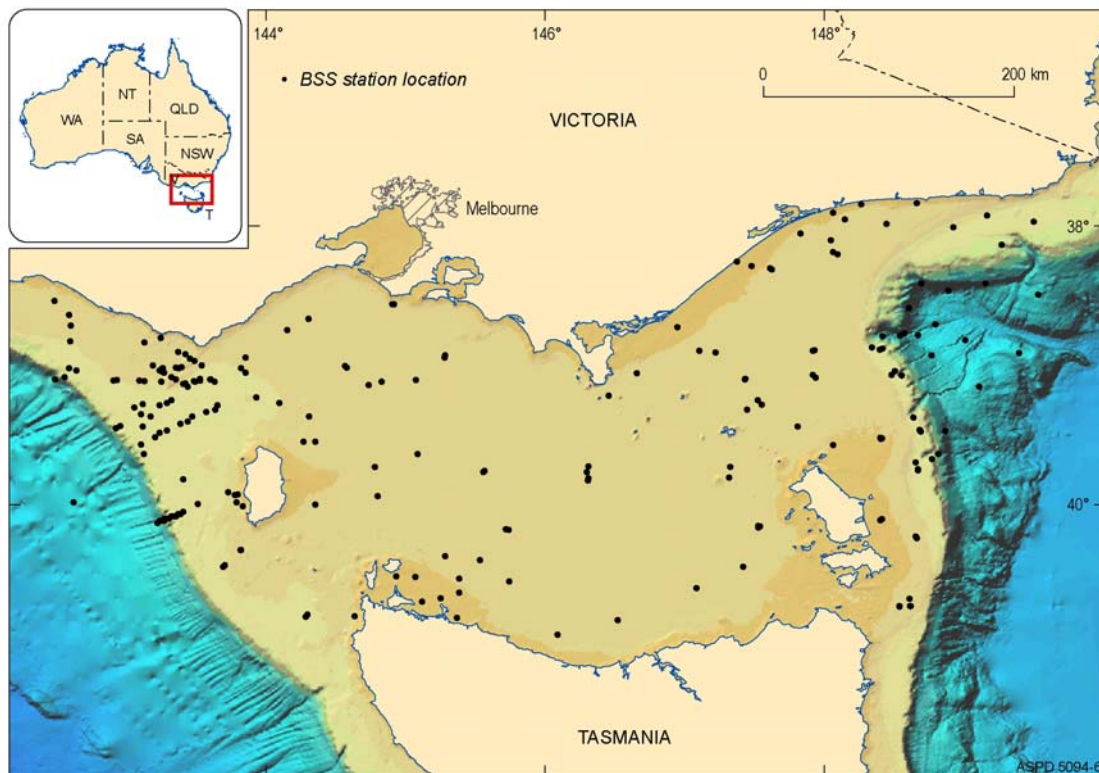 144°
146°
148°
WA
NT
SA
QLD
NSW
V
T
BSS station location
0
200 km
VICTORIA
Melbourne
38°
40°
TASMANIA
ASPD 5094-6